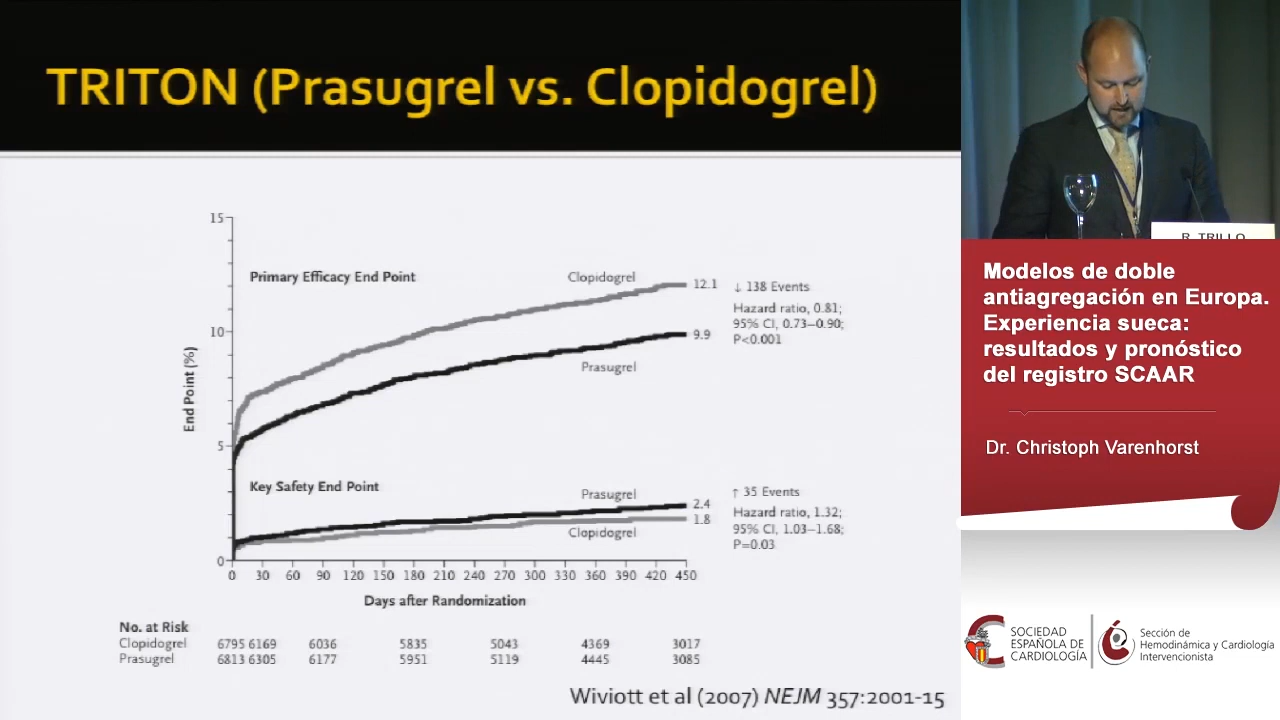 TRITON (Prasugrel vs. Clopidogrel)
15
10
5
0
End Point (%)
Primary Efficacy End Point
Clopidogrel
12.1
↓ 138 Events
Hazard ratio, 0.81;
95% CI, 0.73–0.90;
P<0.001
9.9
Prasugrel
Key Safety End Point
Prasugrel
2.4
↑ 35 Events
1.8
Hazard ratio, 1.32;
95% CI, 1.03–1.68;
P=0.03
Clopidogrel
0 30 60 90 120 150 180 210 240 270 300 330 360 390 420 450
Days after Randomization
No. at Risk
Clopidogrel 6795 6169 6036 5835 5043 4369 3017
Prasugrel 6813 6305 6177 5951 5119 4445 3085
Wiviott et al (2007) NEJM 357:2001-15
R. TRILLO
Modelos de doble
antiagregación en Europa.
Experiencia sueca:
resultados y pronóstico
del registro SCAAR
Dr. Christoph Varenhorst
SOCIEDAD
ESPAÑOLA DE
CARDIOLOGÍA
Sección de
Hemodinámica y Cardiología
Intervencionista